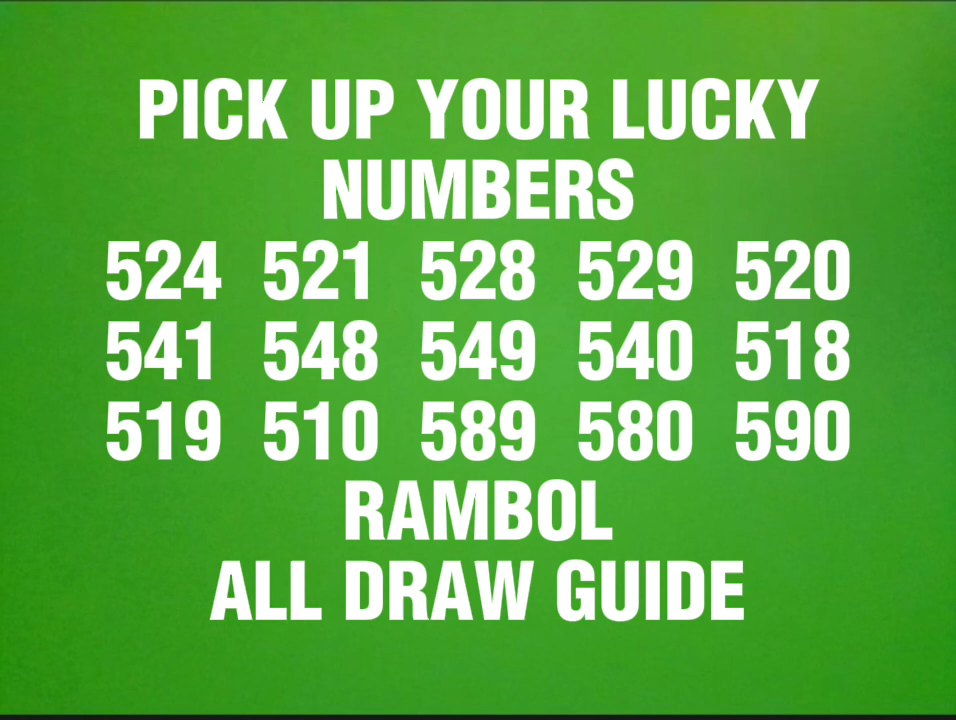 PICK UP YOUR LUCKY
NUMBERS
524 521 528 529 520
541 548 549 540 518
519 510 589 580 590
RAMBOL
ALL DRAW GUIDE